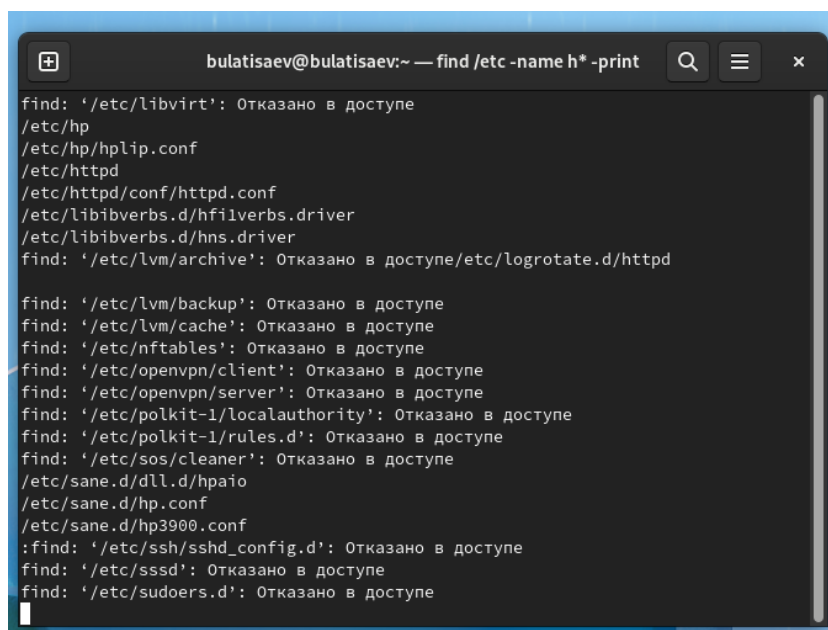 bulatisaev@bulatisaev:~ — find /etc -name h* -print
find: ‘/etc/libvirt’: Отказано в доступе
/etc/hp
/etc/hp/hplip.conf
/etc/httpd
/etc/httpd/conf/httpd.conf
/etc/libibverbs.d/hfi1verbs.driver
/etc/libibverbs.d/hns.driver
find: ‘/etc/lvm/archive’: Отказано в доступе/etc/logrotate.d/httpd
find: ‘/etc/lvm/backup’: Отказано в доступе
find: ‘/etc/lvm/cache’: Отказано в доступе
find: ‘/etc/nftables’: Отказано в доступе
find: ‘/etc/openvpn/client’: Отказано в доступе
find: ‘/etc/openvpn/server’: Отказано в доступе
find: ‘/etc/polkit-1/localauthority’: Отказано в доступе
find: ‘/etc/polkit-1/rules.d’: Отказано в доступе
find: ‘/etc/sos/cleaner’: Отказано в доступе
/etc/sane.d/dll.d/hpaio
/etc/sane.d/hp.conf
/etc/sane.d/hp3900.conf
:find: ‘/etc/ssh/sshd_config.d’: Отказано в доступе
find: ‘/etc/sssd’: Отказано в доступе
find: ‘/etc/sudoers.d’: Отказано в доступе